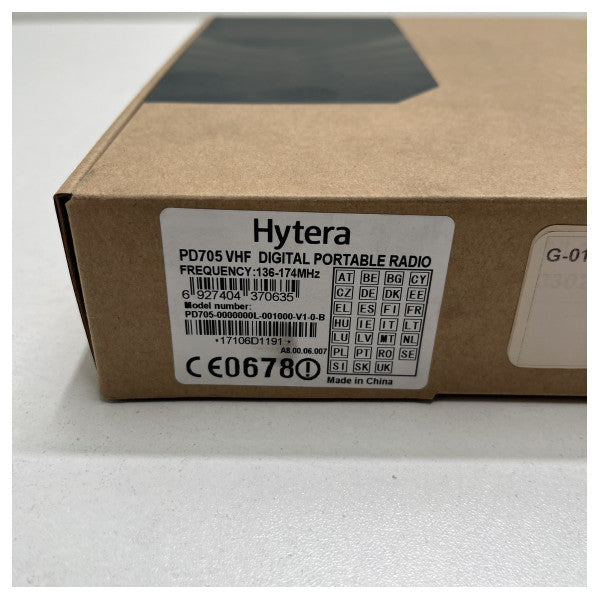 Hytera
PD705 VHF DIGITAL PORTABLE RADIO
FREQUENCY:136-174MHz
6 927404 370635
Model number:
PD705-0000000L-001000-V1-0-B
*17106D1191*
A8.00.06.007
CE0678
AT BE BG CY
CZ DE DK EE
EL ES FI FR
HU IE IT LT
LU LV MT NL
PL PT RO SE
SI SK UK
Made in China
G-01